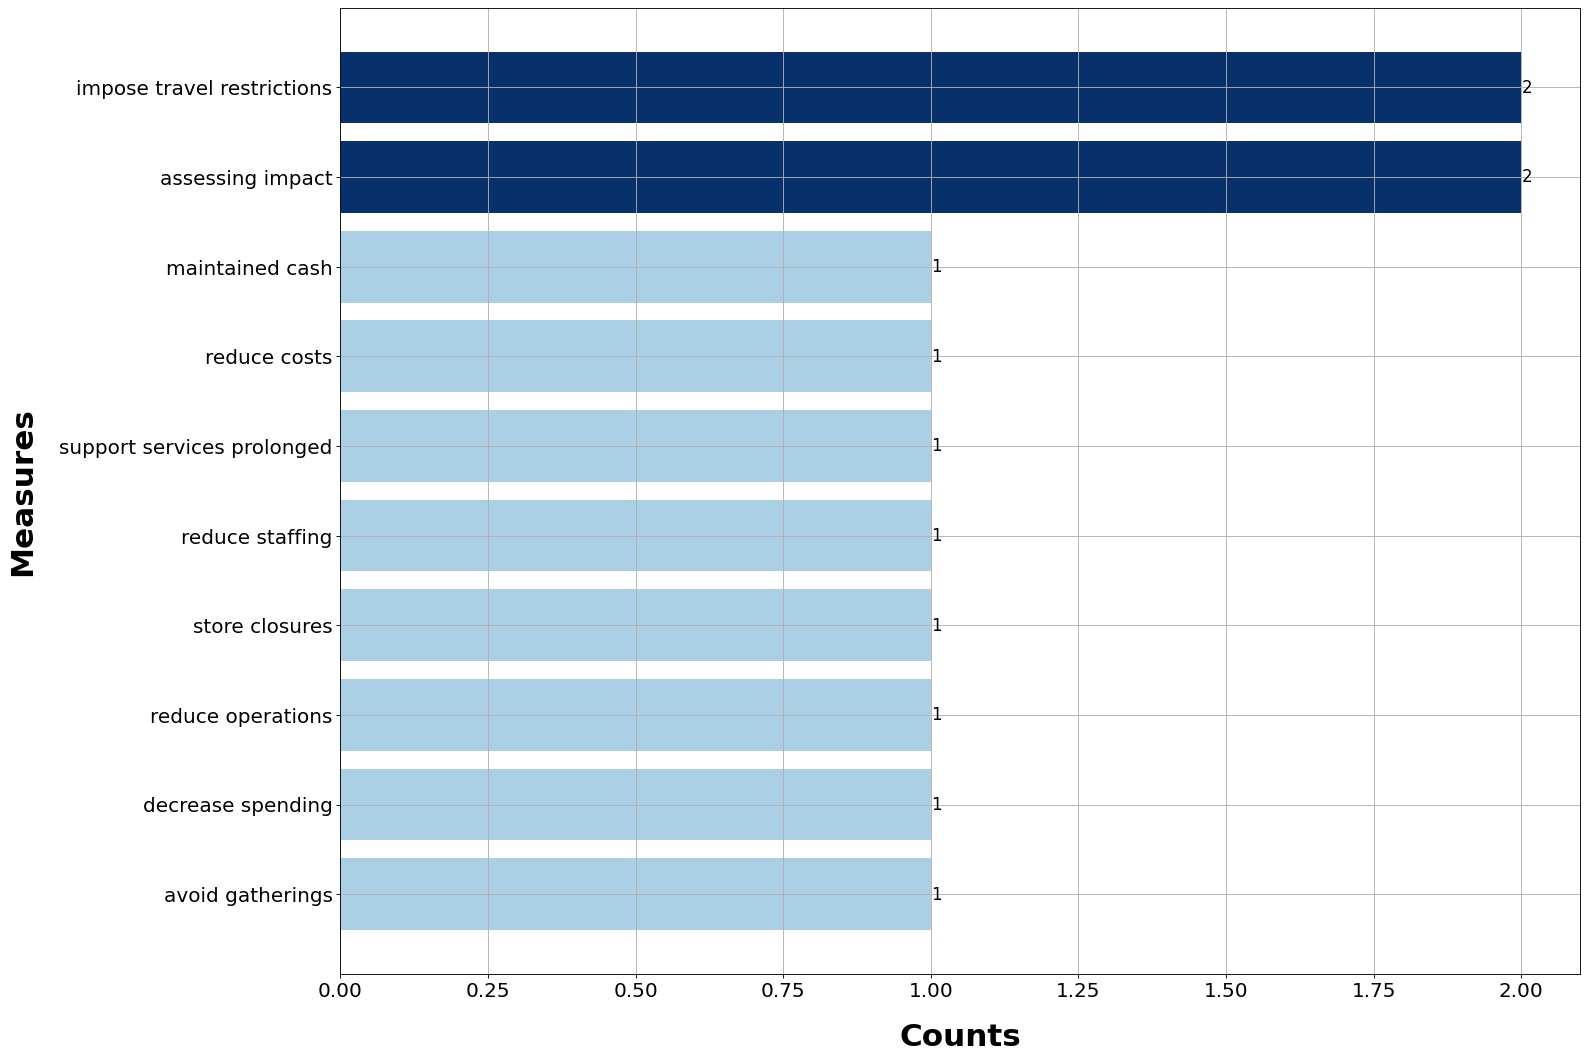 impose travel restrictions
2
assessing impact
2
maintained cash
1
reduce costs
1
support services prolonged
1
reduce staffing
1
store closures
1
reduce operations
1
decrease spending
1
avoid gatherings
1
Measures
0.00 0.25 0.50 0.75 1.00 1.25 1.50 1.75 2.00
Counts